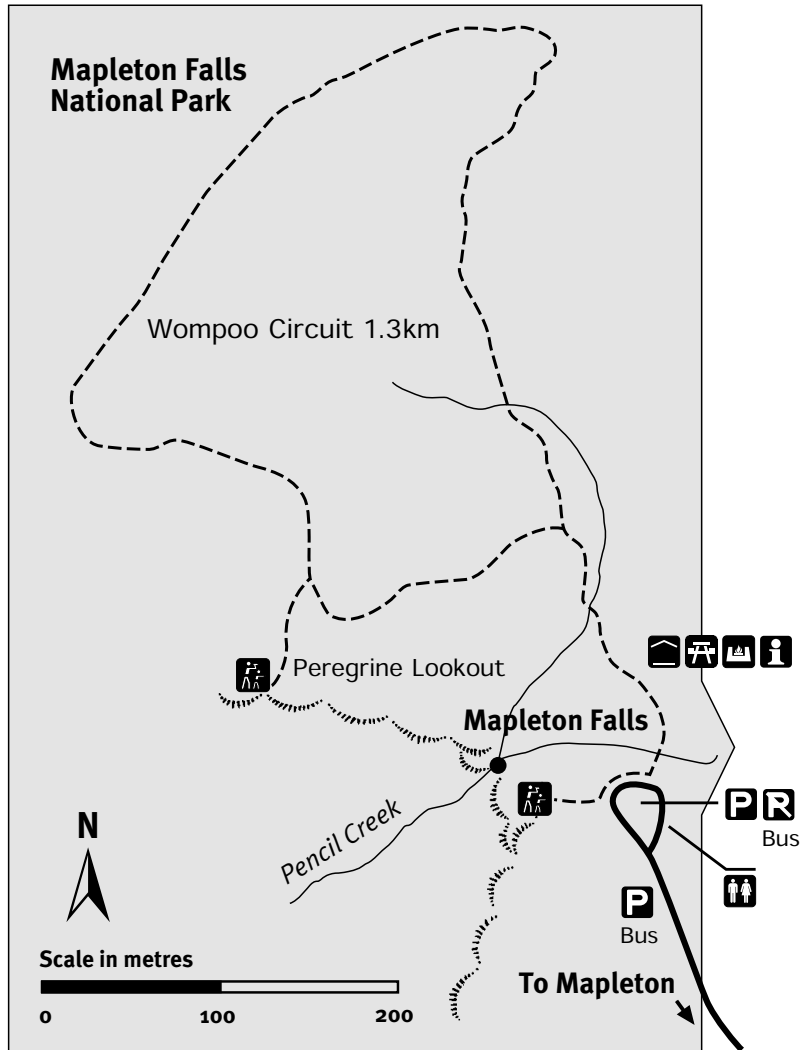 Mapleton Falls
National Park
Wompoo Circuit 1.3km
Peregrine Lookout
Mapleton Falls
Pencil Creek
P R
Bus
P
Bus
N
Scale in metres
0 100 200
To Mapleton